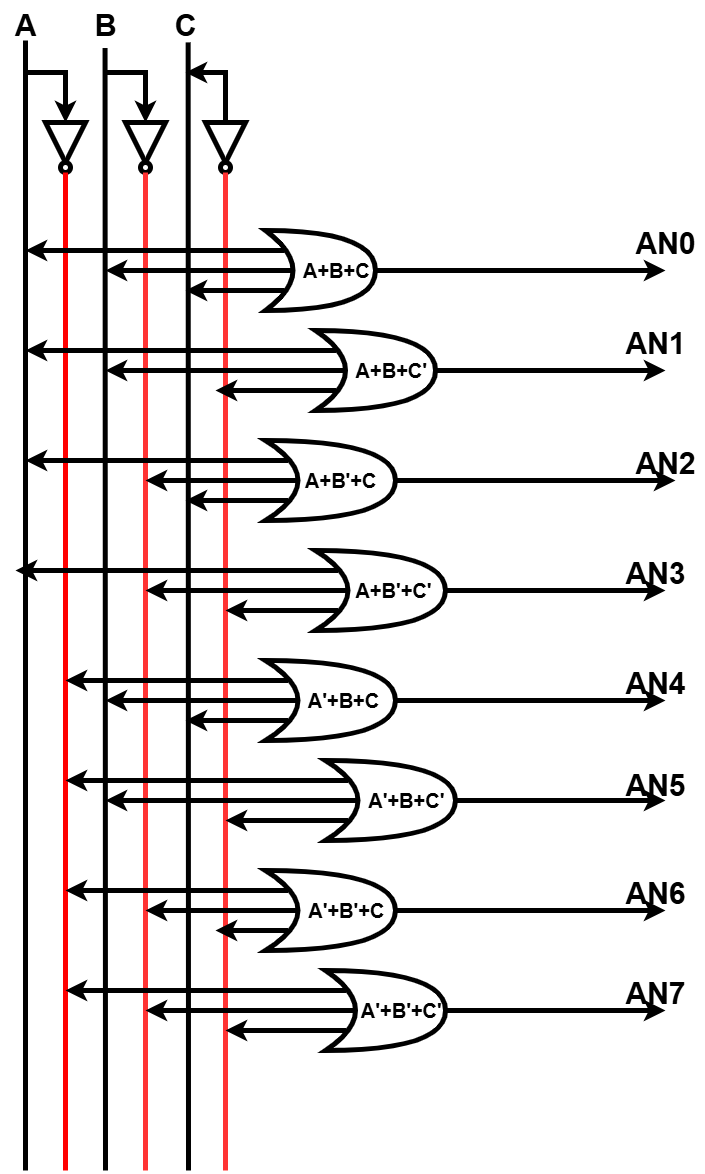 A B C
A+B+C AN0
A+B+C' AN1
A+B'+C AN2
A+B'+C' AN3
A'+B+C AN4
A'+B+C' AN5
A'+B'+C AN6
A'+B'+C' AN7